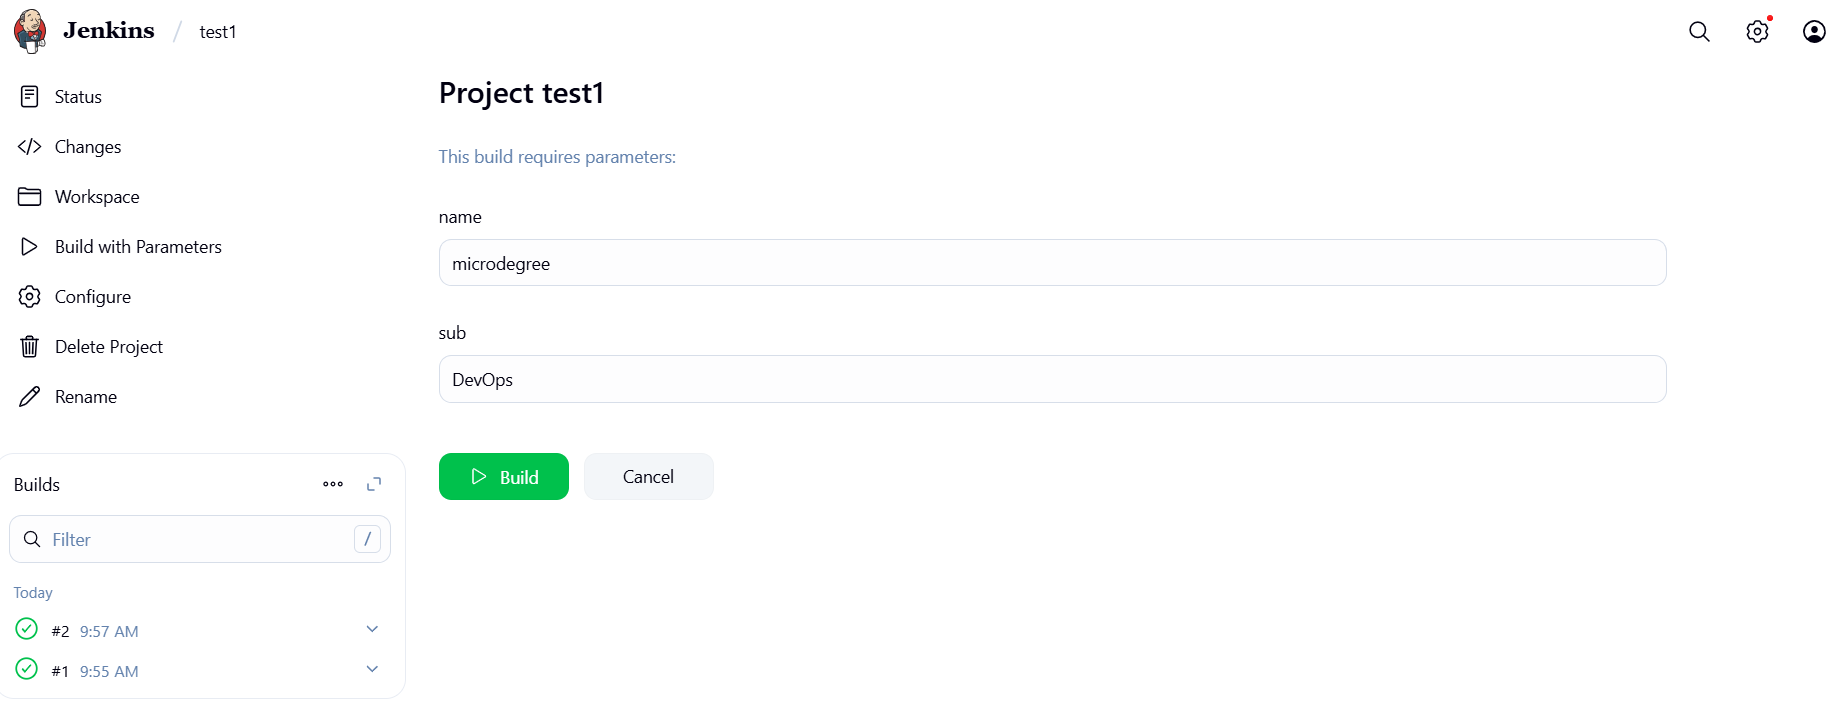 Jenkins / test1
Status
Changes
Workspace
Build with Parameters
Configure
Delete Project
Rename
Builds
Filter /
Today
#2 9:57 AM
#1 9:55 AM
Project test1
This build requires parameters:
name
microdegree
sub
DevOps
Build Cancel